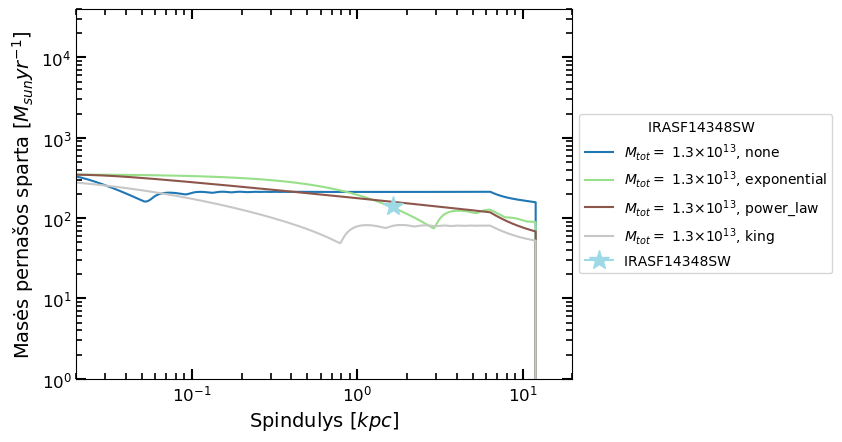 Masės pernašos sparta [M_{sun}yr^{-1}]
10^4
10^3
10^2
10^1
10^0
10^{-1}
10^0
10^1
Spindulys [kpc]
IRASF14348SW
M_{tot} = 1.3×10^{13}, none
M_{tot} = 1.3×10^{13}, exponential
M_{tot} = 1.3×10^{13}, power_law
M_{tot} = 1.3×10^{13}, king
IRASF14348SW